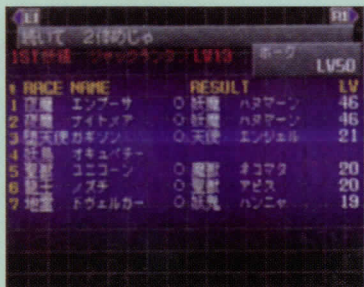 L1 R1
続いて 2体めじゃ
1ST 妖精 ジャックランタン LV13 ホーク LV50
# RACE NAME RESULT LV
1 夜魔 エンプーサ ○ 妖魔 ハヌマーン 46
2 夜魔 ナイトメア ○ 妖魔 ハヌマーン 46
3 堕天使 ガギソン ○ 天使 エンジェル 21
4 妖鳥 オキュペテー
5 聖獣 ユニコーン ○ 魔獣 ネコマタ 20
6 龍王 ノズチ ○ 聖獣 アピス 20
7 地霊 ドヴェルガー ○ 妖鬼 ハンニャ 19